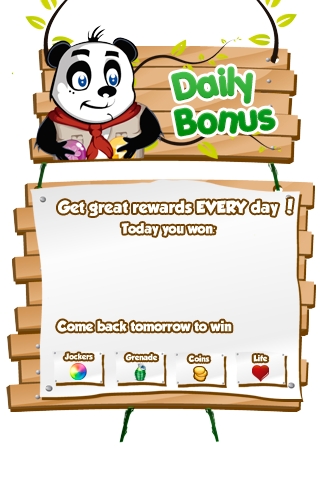 Daily
Bonus
Get great rewards EVERY day !
Today you won:
Come back tomorrow to win
Jockers Grenade Coins Life